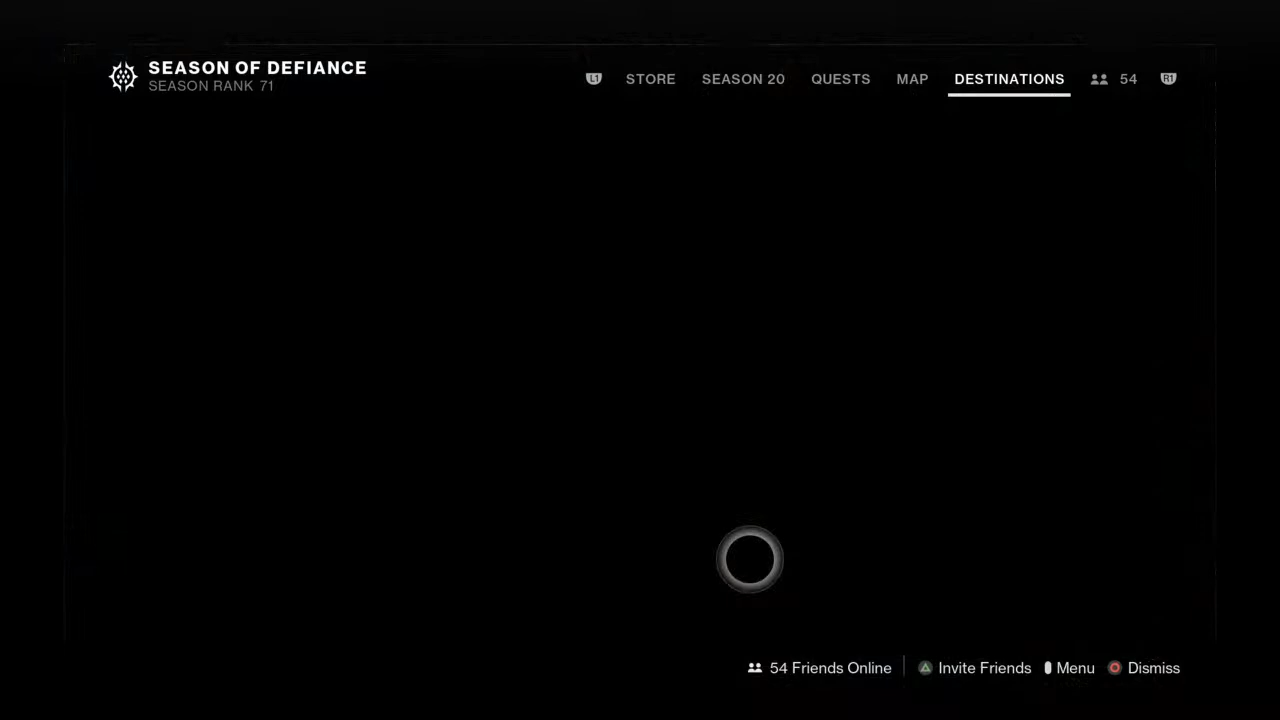 SEASON OF DEFIANCE
SEASON RANK 71
L1 STORE SEASON 20 QUESTS MAP DESTINATIONS 54 R1
54 Friends Online Invite Friends Menu Dismiss